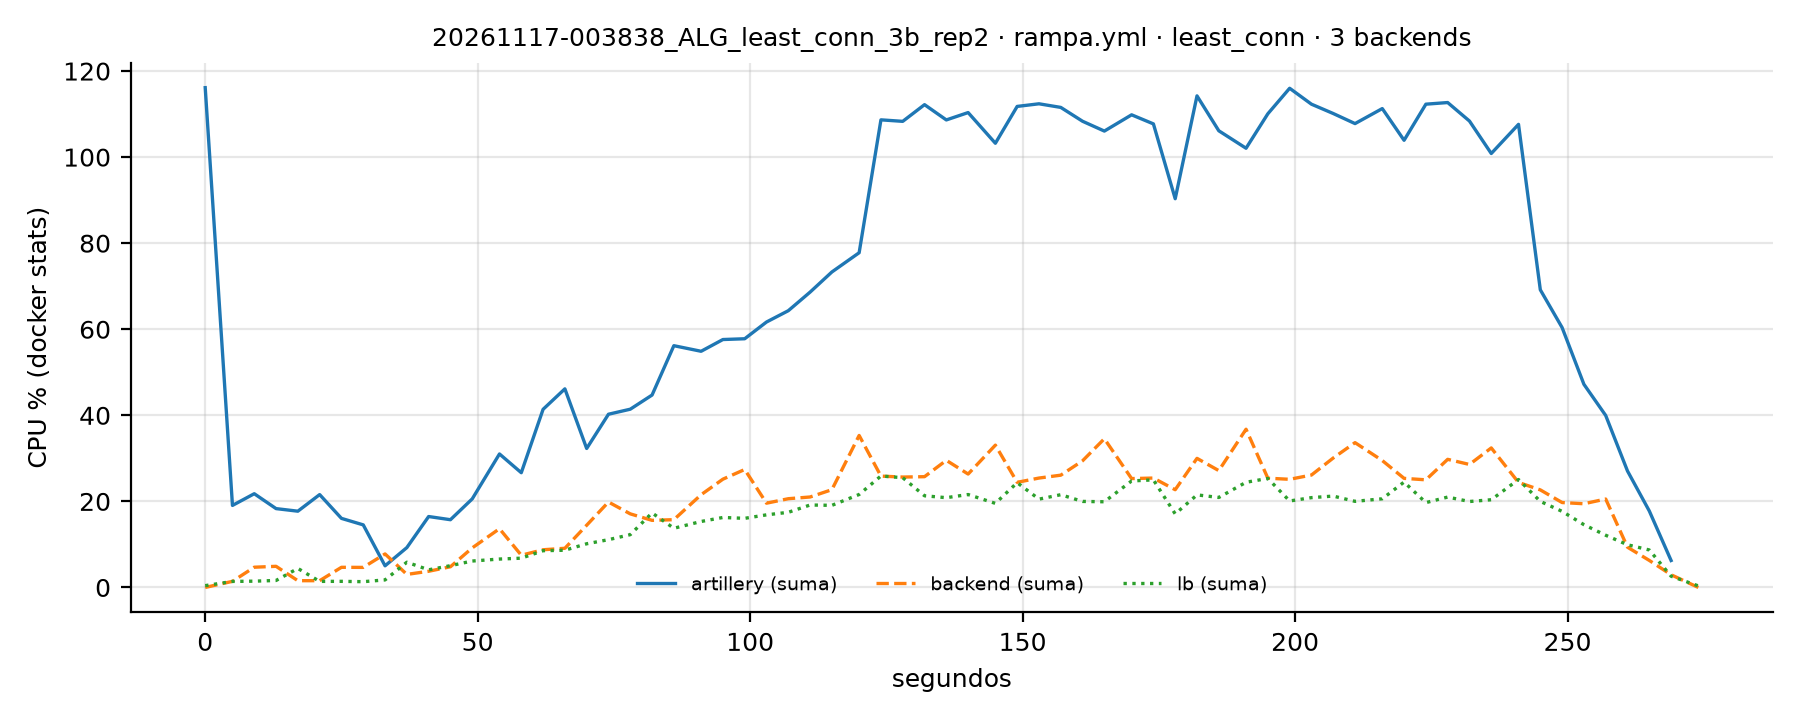 20261117-003838_ALG_least_conn_3b_rep2 · rampa.yml · least_conn · 3 backends
CPU % (docker stats)
120
100
80
60
40
20
0
artillery (suma) backend (suma) lb (suma)
0 50 100 150 200 250
segundos